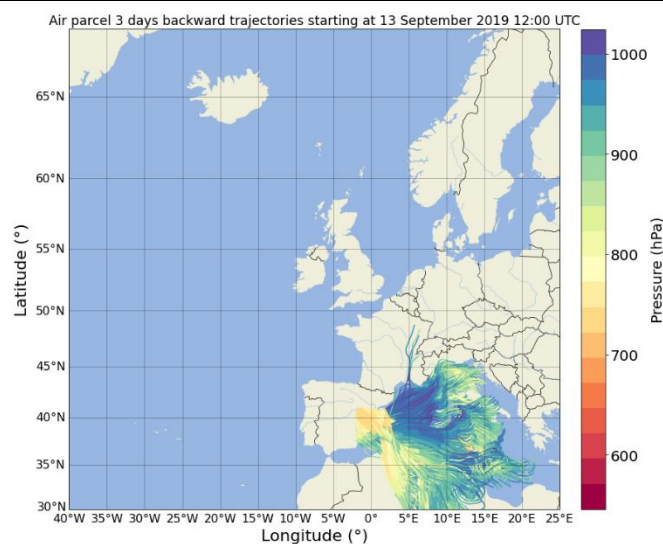 Air parcel 3 days backward trajectories starting at 13 September 2019 12:00 UTC
65°N
60°N
55°N
50°N
45°N
40°N
35°N
30°N
Latitude (°)
40°W 35°W 30°W 25°W 20°W 15°W 10°W 5°W 0° 5°E 10°E 15°E 20°E 25°E
Longitude (°)
1000
900
800
700
600
Pressure (hPa)